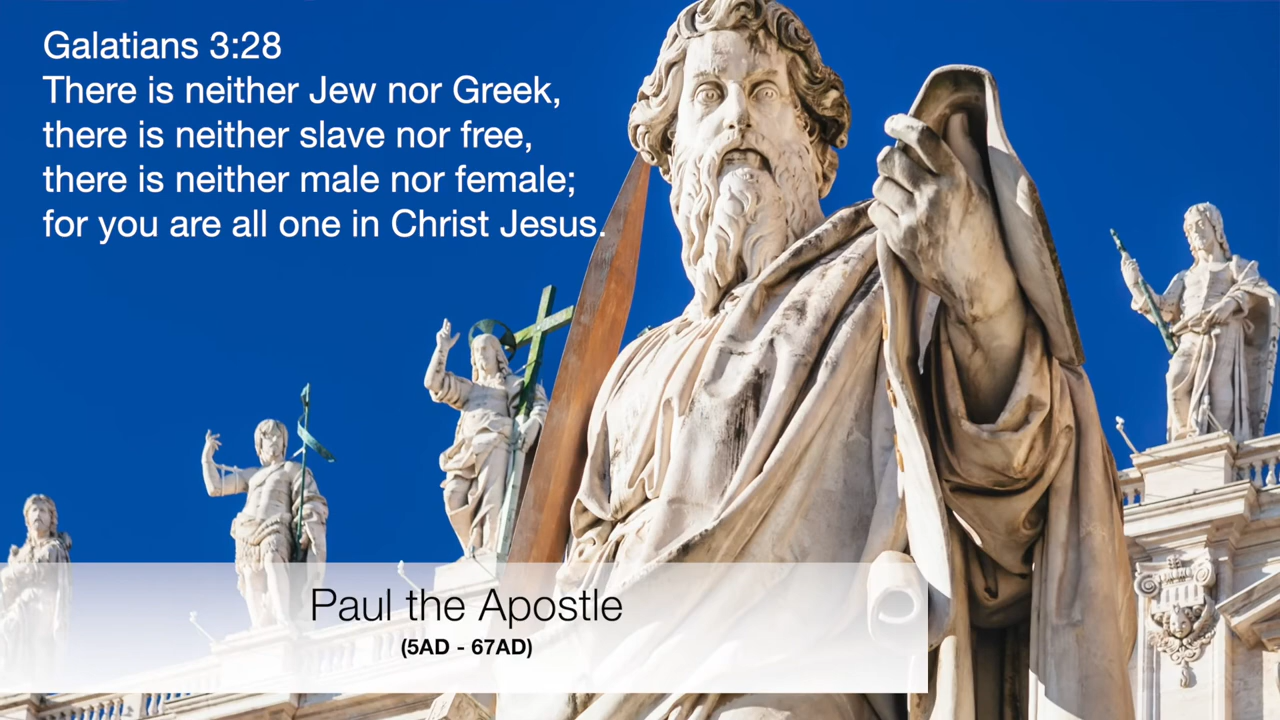 Galatians 3:28
There is neither Jew nor Greek,
there is neither slave nor free,
there is neither male nor female;
for you are all one in Christ Jesus.
Paul the Apostle
(5AD - 67AD)